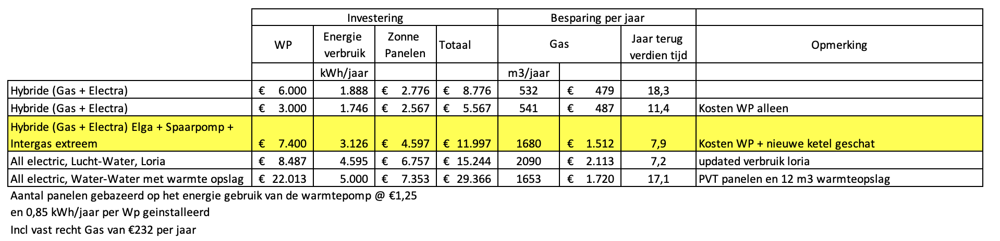 Investering Besparing per jaar
WP Energie verbruik Zonne Panelen Totaal Gas Jaar terug verdien tijd Opmerking
kWh/jaar m3/jaar
Hybride (Gas + Electra) € 6.000 1.888 € 2.776 € 8.776 532 € 479 18,3
Hybride (Gas + Electra) € 3.000 1.746 € 2.567 € 5.567 541 € 487 11,4 Kosten WP alleen
Hybride (Gas + Electra) Elga + Spaarpomp +
Intergas extreem € 7.400 3.126 € 4.597 € 11.997 1680 € 1.512 7,9 Kosten WP + nieuwe ketel geschat
All electric, Lucht-Water, Loria € 8.487 4.595 € 6.757 € 15.244 2090 € 2.113 7,2 updated verbruik loria
All electric, Water-Water met warmte opslag € 22.013 5.000 € 7.353 € 29.366 1653 € 1.720 17,1 PVT panelen en 12 m3 warmteopslag
Aantal panelen gebazeerd op het energie gebruik van de warmtepomp @ €1,25
en 0,85 kWh/jaar per Wp geinstalleerd
Incl vast recht Gas van €232 per jaar